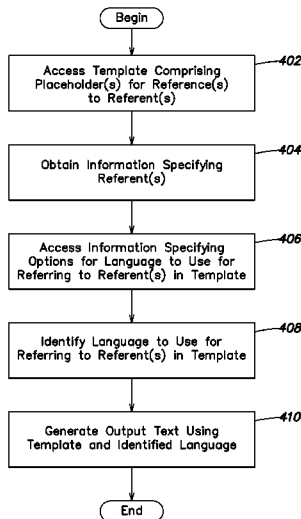 Begin
Access Template Comprising
Placeholder(s) for Reference(s)
to Referent(s)
402
Obtain Information Specifying
Referent(s)
404
Access Information Specifying
Options for Language to Use for
Referring to Referent(s) in Template
406
Identify Language to Use for
Referring to Referent(s) in Template
408
Generate Output Text Using
Template and Identified Language
410
End